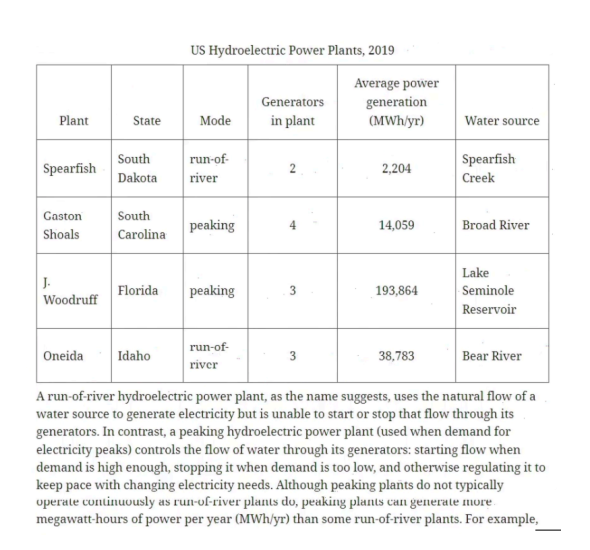 US Hydroelectric Power Plants, 2019
Average power
Generators generation
Plant State Mode in plant (MWh/yr) Water source
South run-of- Spearfish
Spearfish 2 2,204
Dakota river Creek
Gaston South
peaking 4 14,059 Broad River
Shoals Carolina
Lake
J. Florida peaking 3 193,864 Seminole
Woodruff
Reservoir
run-of-
Oneida Idaho 3 38,783 Bear River
river
A run-of-river hydroelectric power plant, as the name suggests, uses the natural flow of a
water source to generate electricity but is unable to start or stop that flow through its
generators. In contrast, a peaking hydroelectric power plant (used when demand for
electricity peaks) controls the flow of water through its generators: starting flow when
demand is high enough, stopping it when demand is too low, and otherwise regulating it to
keep pace with changing electricity needs. Although peaking plants do not typically
operate continuously as run-of-river plants do, peaking plants can generate more
megawatt-hours of power per year (MWh/yr) than some run-of-river plants. For example,